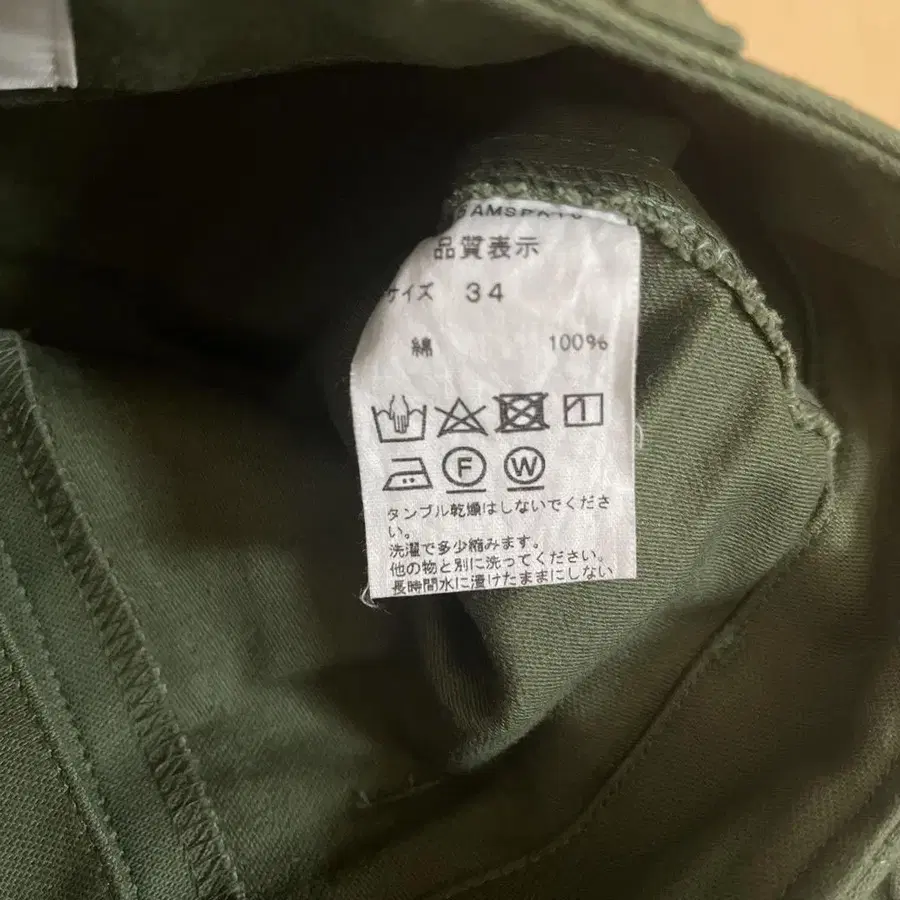 品質表示
サイズ 34
綿 100%
F W
タンブル乾燥はしないでくださ
い。
洗濯で多少縮みます。
他の物と別に洗ってください。
長時間水に漬けたままにしない